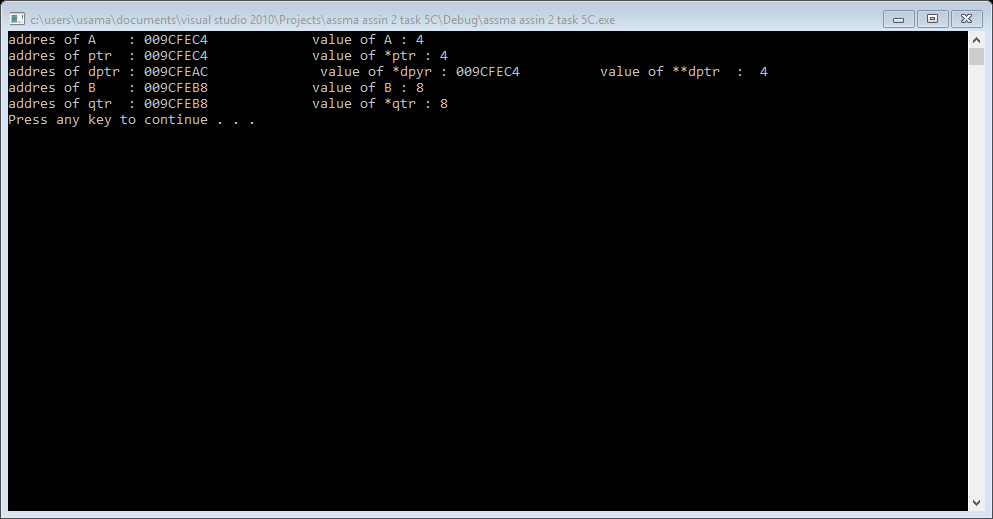 c:\users\usama\documents\visual studio 2010\Projects\assma assin 2 task 5C\Debug\assma assin 2 task 5C.exe
addres of A    : 009CFEC4             value of A : 4
addres of ptr  : 009CFEC4             value of *ptr : 4
addres of dptr : 009CFEAC              value of *dpyr : 009CFEC4          value of **dptr  :  4
addres of B    : 009CFEB8             value of B : 8
addres of qtr  : 009CFEB8             value of *qtr : 8
Press any key to continue . . .